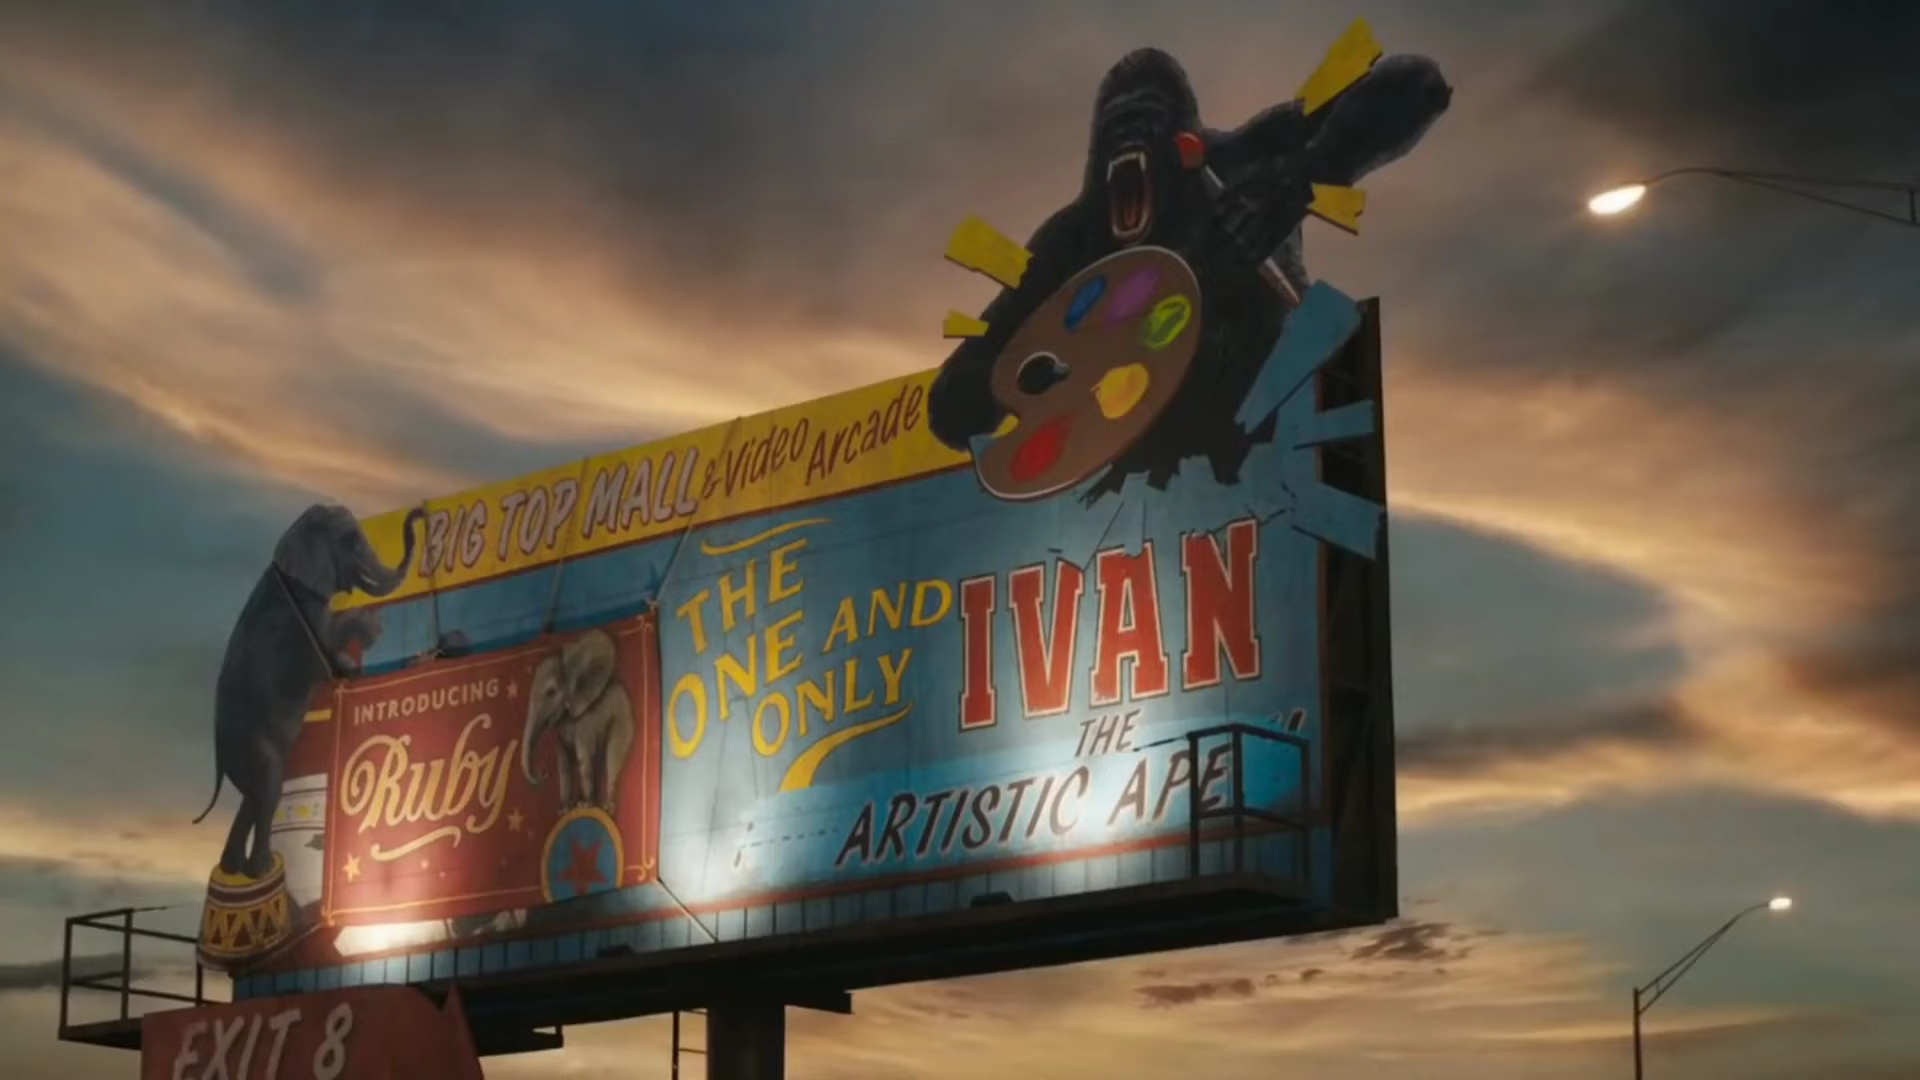 BIG TOP MALL & Video Arcade
INTRODUCING
Ruby
THE
ONE AND
ONLY
IVAN
THE
ARTISTIC APE
EXIT 8